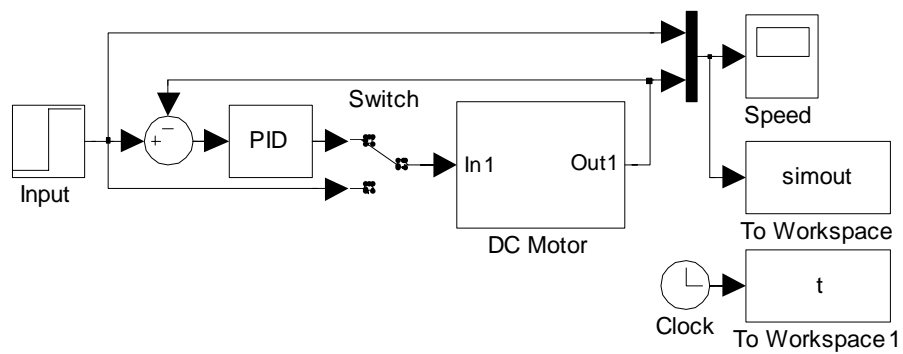 Switch
Speed
+
−
PID
In1
Out1
Input
DC Motor
simout
To Workspace
t
Clock
To Workspace1